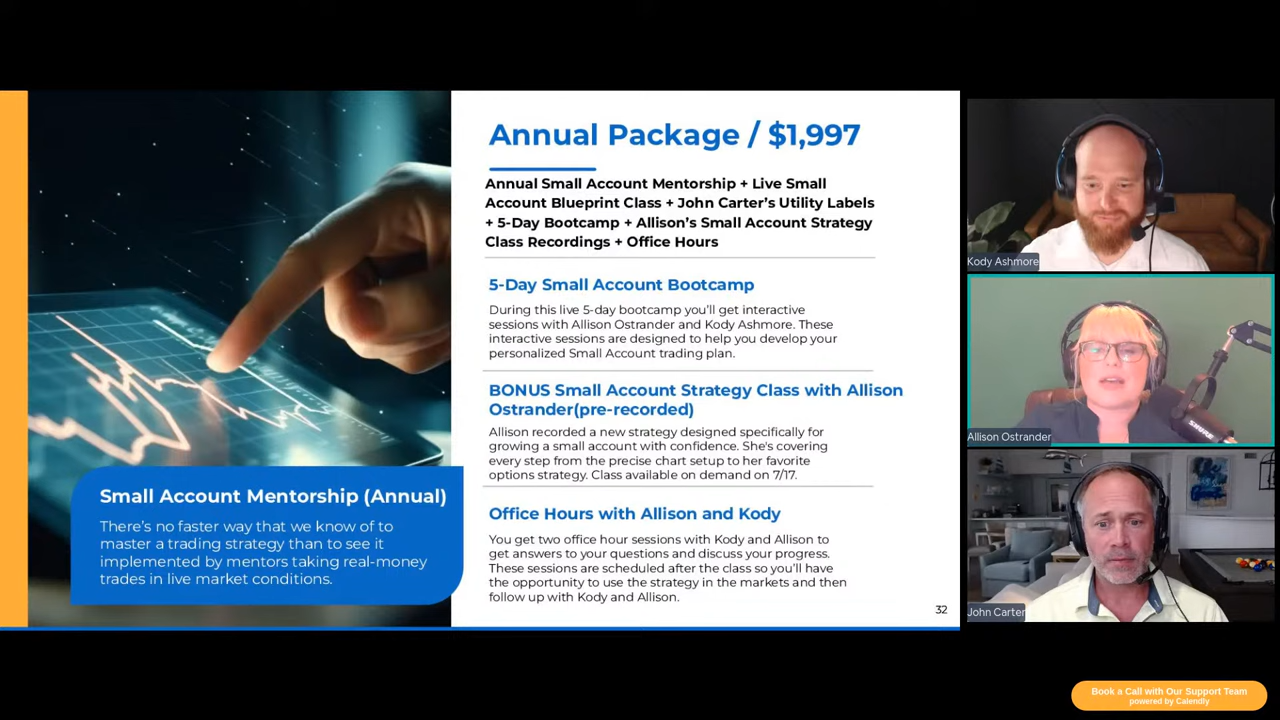 Annual Package / $1,997
Annual Small Account Mentorship + Live Small
Account Blueprint Class + John Carter’s Utility Labels
+ 5-Day Bootcamp + Allison’s Small Account Strategy
Class Recordings + Office Hours
5-Day Small Account Bootcamp
During this live 5-day bootcamp you’ll get interactive
sessions with Allison Ostrander and Kody Ashmore. These
interactive sessions are designed to help you develop your
personalized Small Account trading plan.
BONUS Small Account Strategy Class with Allison
Ostrander(pre-recorded)
Allison recorded a new strategy designed specifically for
growing a small account with confidence. She's covering
every step from the precise chart setup to her favorite
options strategy. Class available on demand on 7/17.
Office Hours with Allison and Kody
You get two office hour sessions with Kody and Allison to
get answers to your questions and discuss your progress.
These sessions are scheduled after the class so you’ll have
the opportunity to use the strategy in the markets and then
follow up with Kody and Allison.
32
Small Account Mentorship (Annual)
There’s no faster way that we know of to
master a trading strategy than to see it
implemented by mentors taking real-money
trades in live market conditions.
Kody Ashmore
SHURE
Allison Ostrander
John Carter
Book a Call with Our Support Team
powered by Calendly